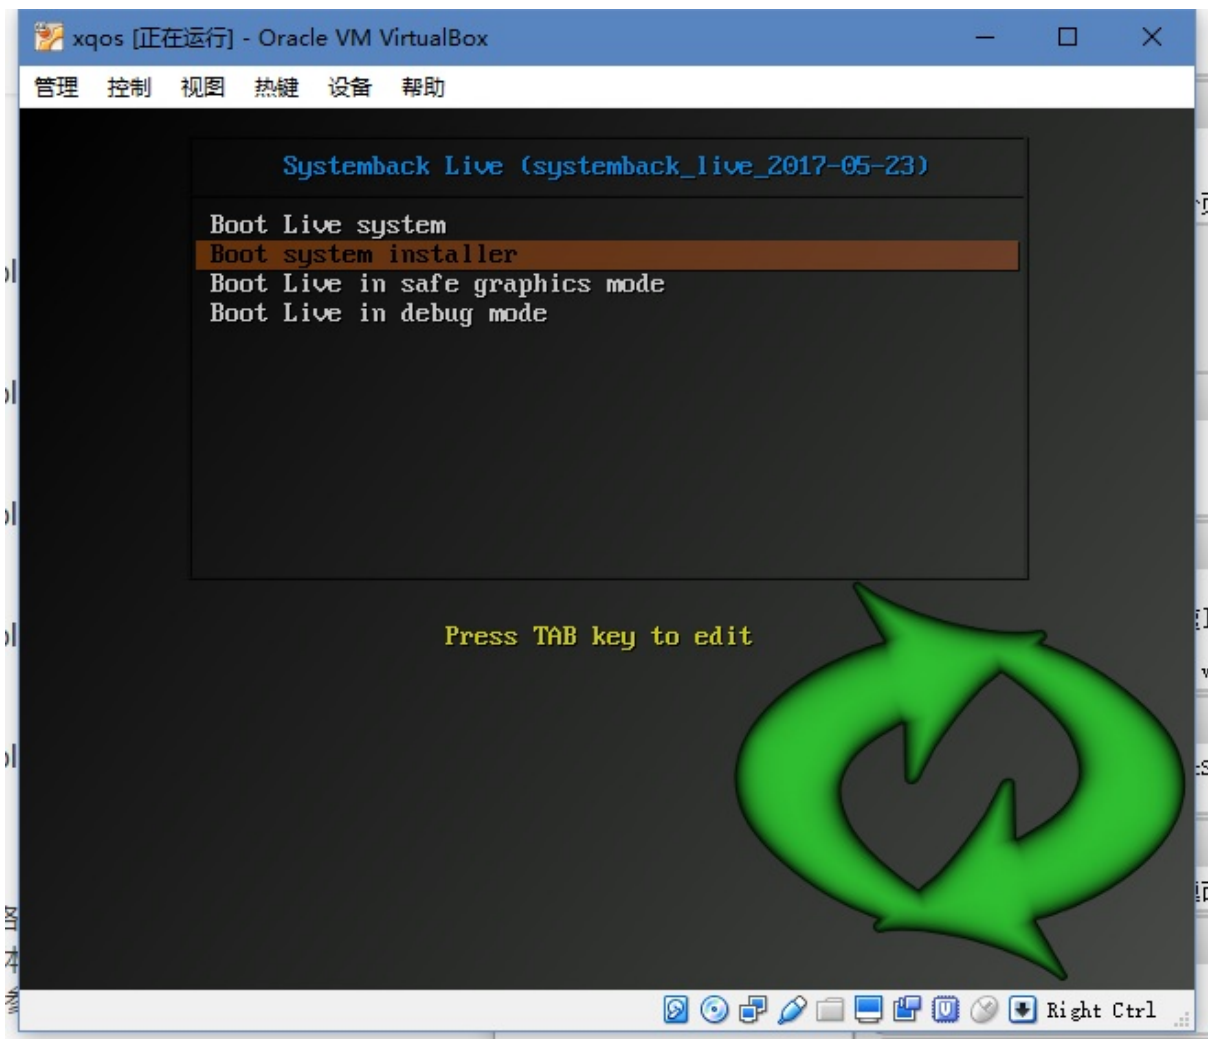 xqos [正在运行] - Oracle VM VirtualBox
管理 控制 视图 热键 设备 帮助
Systemback Live (systemback_live_2017-05-23)
Boot Live system
Boot system installer
Boot Live in safe graphics mode
Boot Live in debug mode
Press TAB key to edit
Right Ctrl